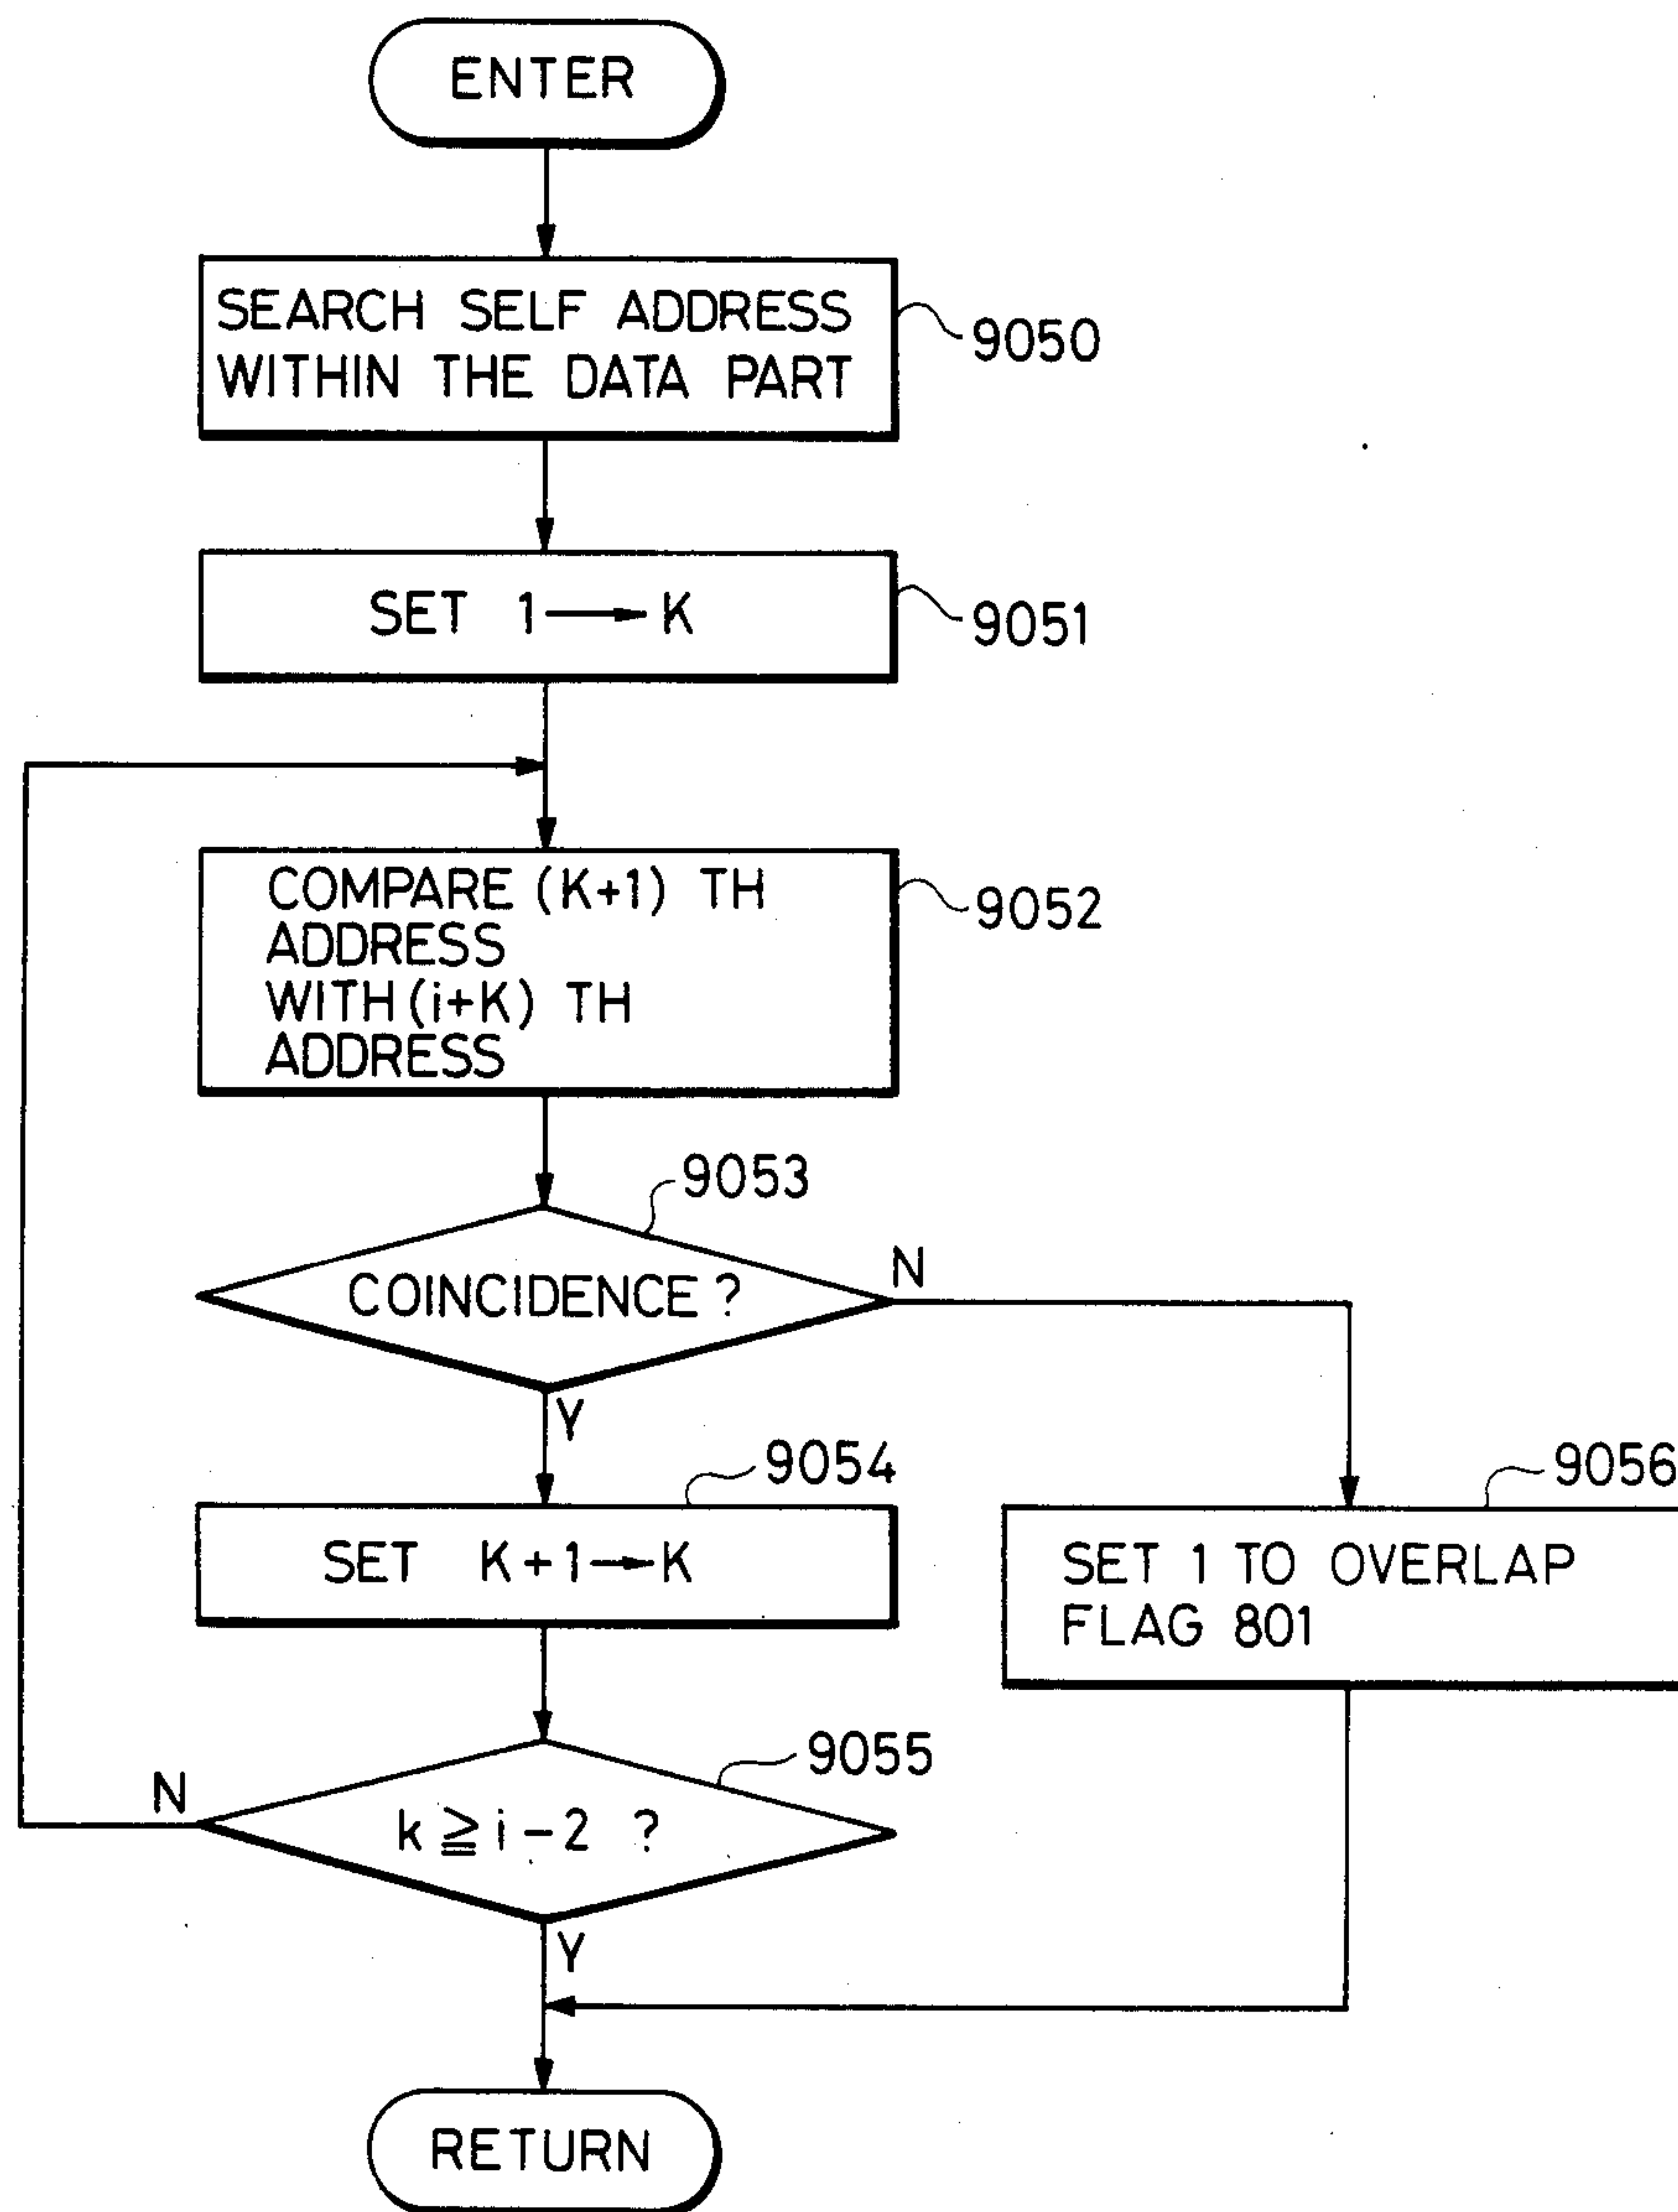 ENTER
SEARCH SELF ADDRESS
WITHIN THE DATA PART
9050
SET 1→K
9051
COMPARE (K+1) TH
ADDRESS
WITH (i+K) TH
ADDRESS
9052
9053
COINCIDENCE ?
N
Y
9054
SET K+1→K
9056
SET 1 TO OVERLAP
FLAG 801
9055
N
k ≧ i-2 ?
Y
RETURN